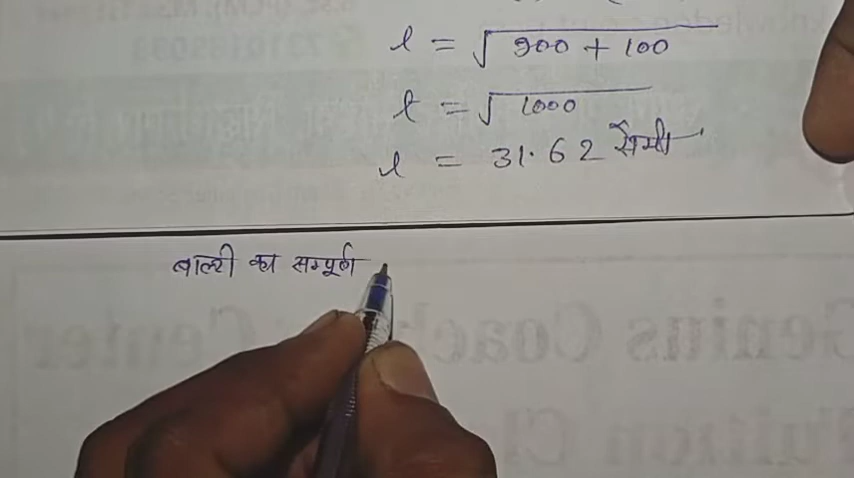 l = √900 + 100
l = √1000
l = 31.62 सेमी
बाल्टी का सम्पूर्ण